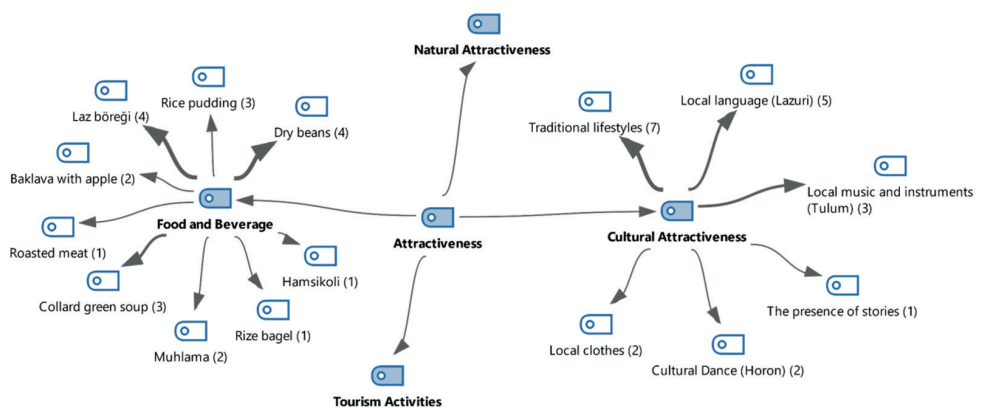 Natural Attractiveness
Rice pudding (3)
Local language (Lazuri) (5)
Laz böreği (4)
Dry beans (4)
Traditional lifestyles (7)
Baklava with apple (2)
Local music and instruments
(Tulum) (3)
Food and Beverage
Attractiveness
Cultural Attractiveness
Roasted meat (1)
Hamsikoli (1)
Collard green soup (3)
The presence of stories (1)
Rize bagel (1)
Muhlama (2)
Local clothes (2)
Cultural Dance (Horon) (2)
Tourism Activities